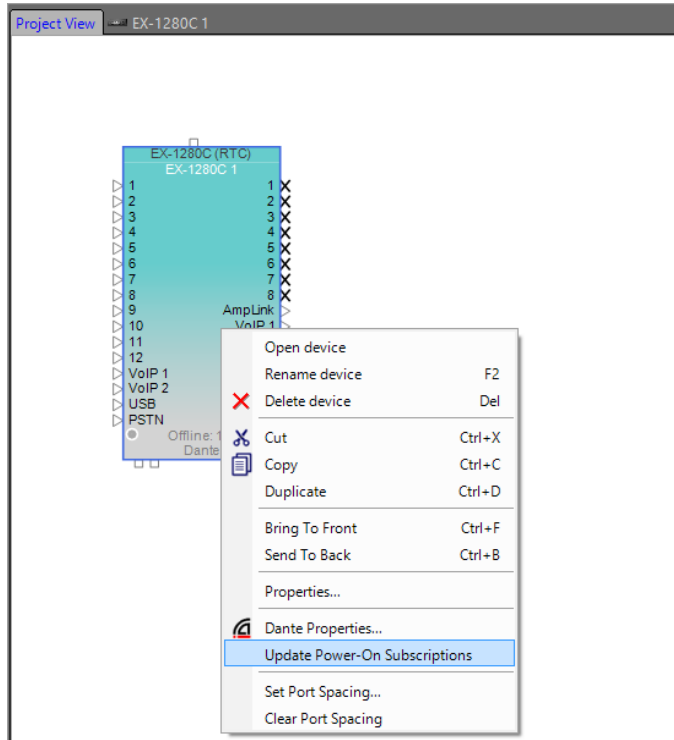 Project View EX-1280C 1
EX-1280C (RTC)
EX-1280C 1
1 1
2 2
3 3
4 4
5 5
6 6
7 7
8 8
9 AmpLink
10 VoIP 1
11
12
VoIP 1
VoIP 2
USB
PSTN
Offline: 1
Dante
Open device
Rename device F2
Delete device Del
Cut Ctrl+X
Copy Ctrl+C
Duplicate Ctrl+D
Bring To Front Ctrl+F
Send To Back Ctrl+B
Properties...
Dante Properties...
Update Power-On Subscriptions
Set Port Spacing...
Clear Port Spacing